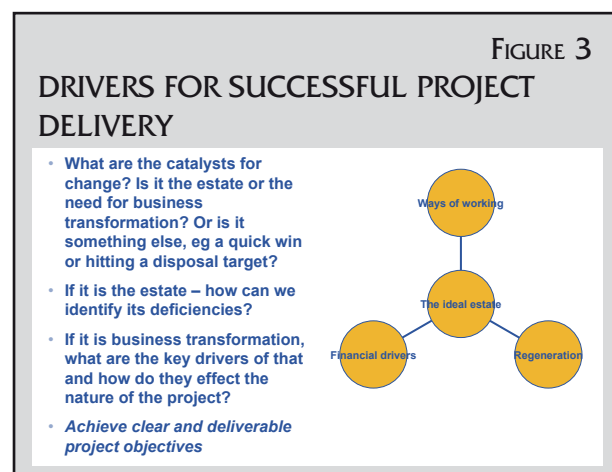 FIGURE 3
DRIVERS FOR SUCCESSFUL PROJECT
DELIVERY
• What are the catalysts for
change? Is it the estate or the
need for business
transformation? Or is it
something else, eg a quick win
or hitting a disposal target?
• If it is the estate – how can we
identify its deficiencies?
• If it is business transformation,
what are the key drivers of that
and how do they effect the
nature of the project?
• Achieve clear and deliverable
project objectives
Ways of working
The ideal estate
Financial drivers
Regeneration